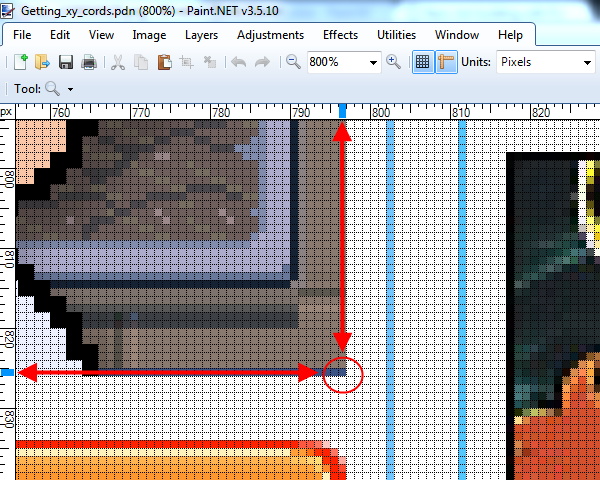 Getting_xy_cords.pdn (800%) - Paint.NET v3.5.10
File Edit View Image Layers Adjustments Effects Utilities Window Help
800% Units: Pixels
Tool:
px 760 770 780 790 800 810 820
800
810
820
830